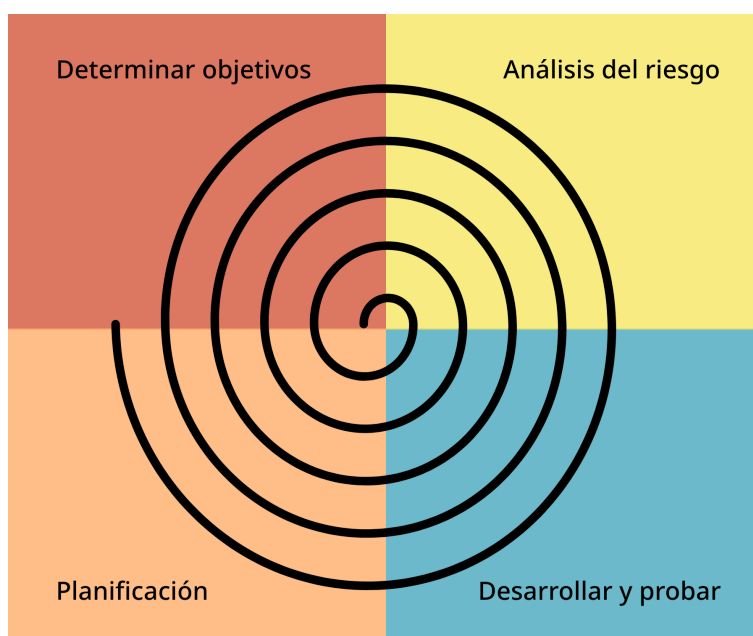 Determinar objetivos
Análisis del riesgo
Planificación
Desarrollar y probar